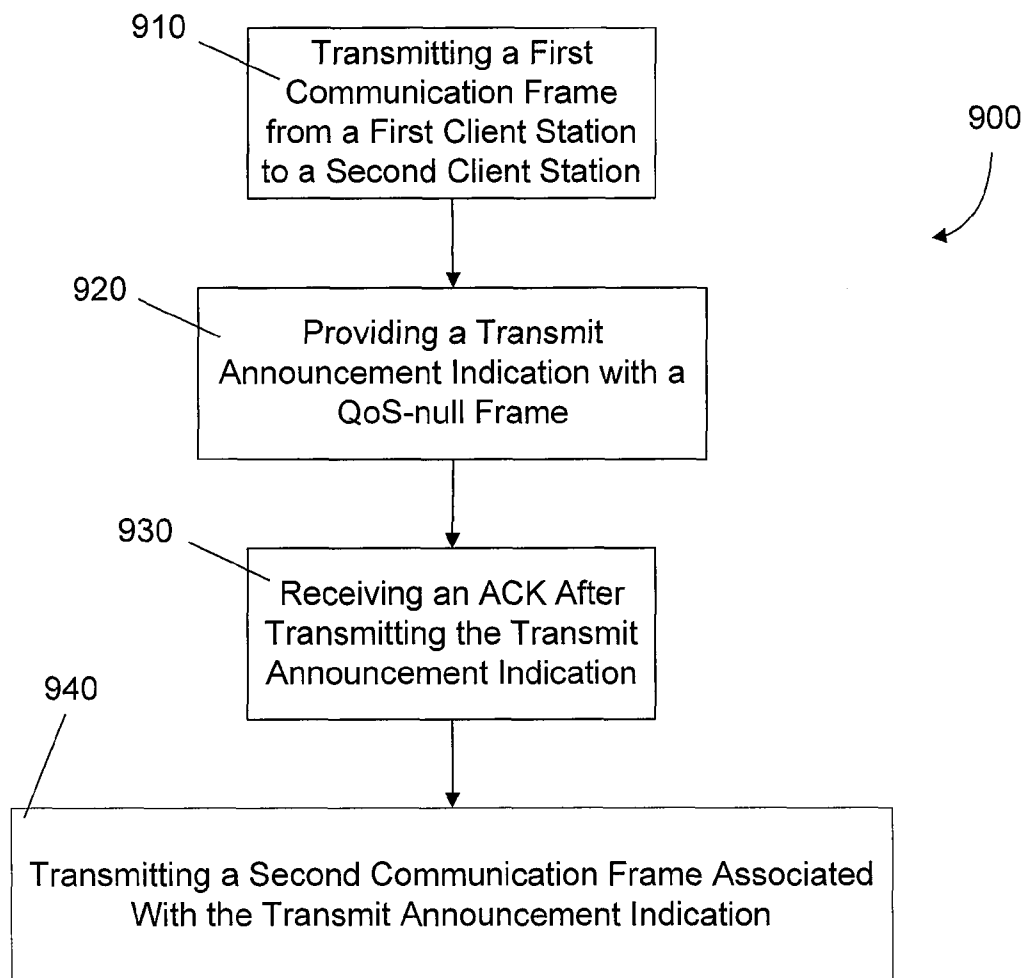 910
Transmitting a First
Communication Frame
from a First Client Station
to a Second Client Station
900
920
Providing a Transmit
Announcement Indication with a
QoS-null Frame
930
Receiving an ACK After
Transmitting the Transmit
Announcement Indication
940
Transmitting a Second Communication Frame Associated
With the Transmit Announcement Indication